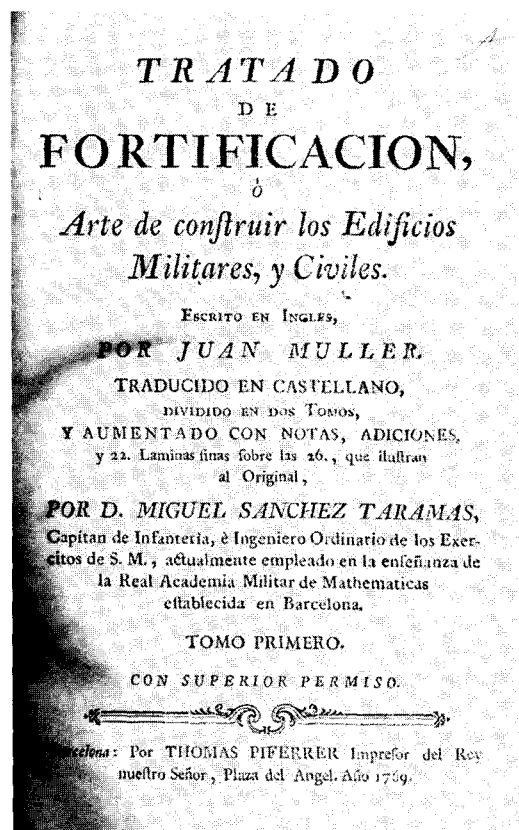 TRATADO
DE
FORTIFICACION,
ò
Arte de conſtruir los Edificios
Militares, y Civiles.
Escrito en Ingles,
POR JUAN MULLER.
TRADUCIDO EN CASTELLANO,
DIVIDIDO EN DOS Tomos,
Y AUMENTADO CON NOTAS, ADICIONES,
y 22. Laminas finas ſobre las 26., que iluſtran
al Original,
POR D. MIGUEL SANCHEZ TARAMAS,
Capitan de Infanteria, è Ingeniero Ordinario de los Exer-
citos de S. M., actualmente empleado en la enſeñanza de
la Real Academia Militar de Mathematicas
eſtablecida en Barcelona.
TOMO PRIMERO.
CON SUPERIOR PERMISO.
Barcelona: Por THOMAS PIFERRER Impreſor del Rey
nueſtro Señor, Plaza del Angel. Año 1769.